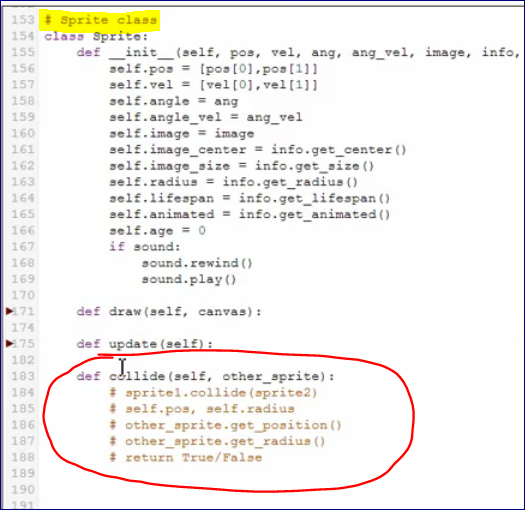 153 # Sprite class
154 class Sprite:
155 def __init__(self, pos, vel, ang, ang_vel, image, info,
156 self.pos = [pos[0],pos[1]]
157 self.vel = [vel[0],vel[1]]
158 self.angle = ang
159 self.angle_vel = ang_vel
160 self.image = image
161 self.image_center = info.get_center()
162 self.image_size = info.get_size()
163 self.radius = info.get_radius()
164 self.lifespan = info.get_lifespan()
165 self.animated = info.get_animated()
166 self.age = 0
167 if sound:
168 sound.rewind()
169 sound.play()
170
171 def draw(self, canvas):
174
175 def update(self):
182
183 def collide(self, other_sprite):
184 # sprite1.collide(sprite2)
185 # self.pos, self.radius
186 # other_sprite.get_position()
187 # other_sprite.get_radius()
188 # return True/False
189
190
191